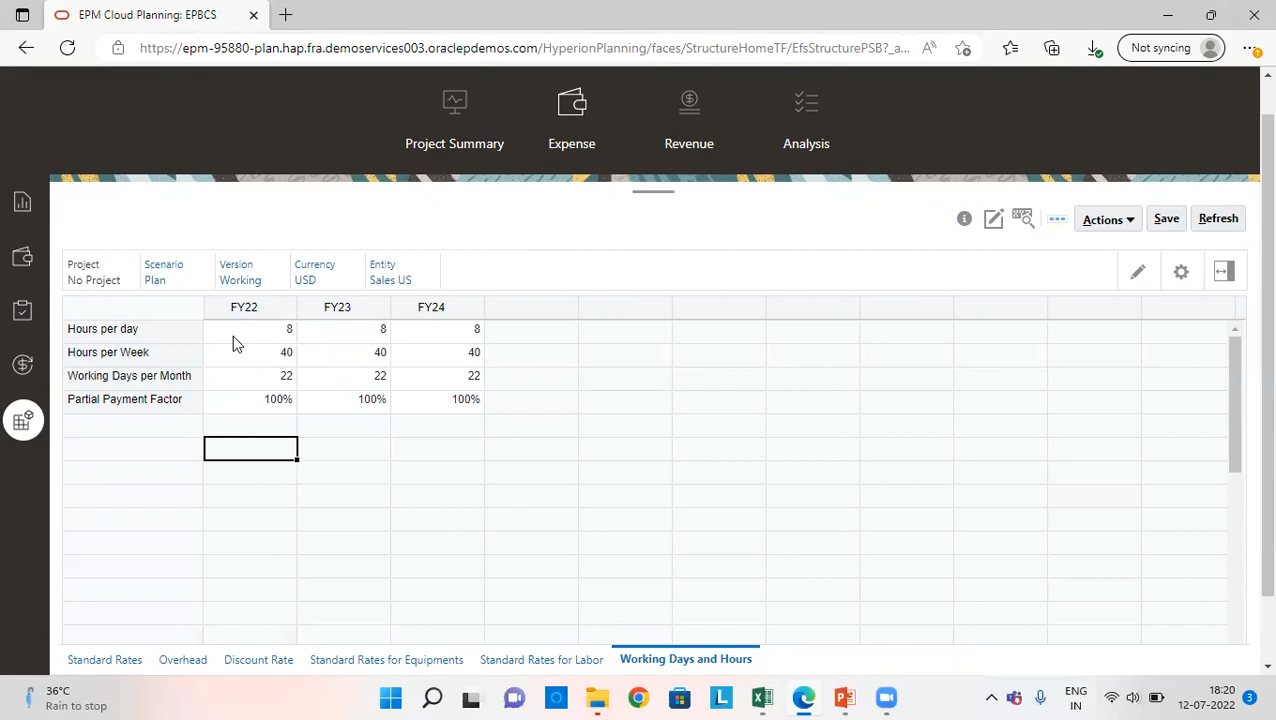 EPM Cloud Planning: EPBCS
https://epm-95880-plan.hap.fra.demoservices003.oraclepdemos.com/HyperionPlanning/faces/StructureHomeTF/EfsStructurePSB?_a...
Not syncing
Project Summary
Expense
Revenue
Analysis
Actions
Save
Refresh
Project
No Project
Scenario
Plan
Version
Working
Currency
USD
Entity
Sales US
FY22 FY23 FY24
Hours per day 8 8 8
Hours per Week 40 40 40
Working Days per Month 22 22 22
Partial Payment Factor 100% 100% 100%
Standard Rates Overhead Discount Rate Standard Rates for Equipments Standard Rates for Labor Working Days and Hours
36°C
Rain to stop
ENG
IN
18:20
12-07-2022
3